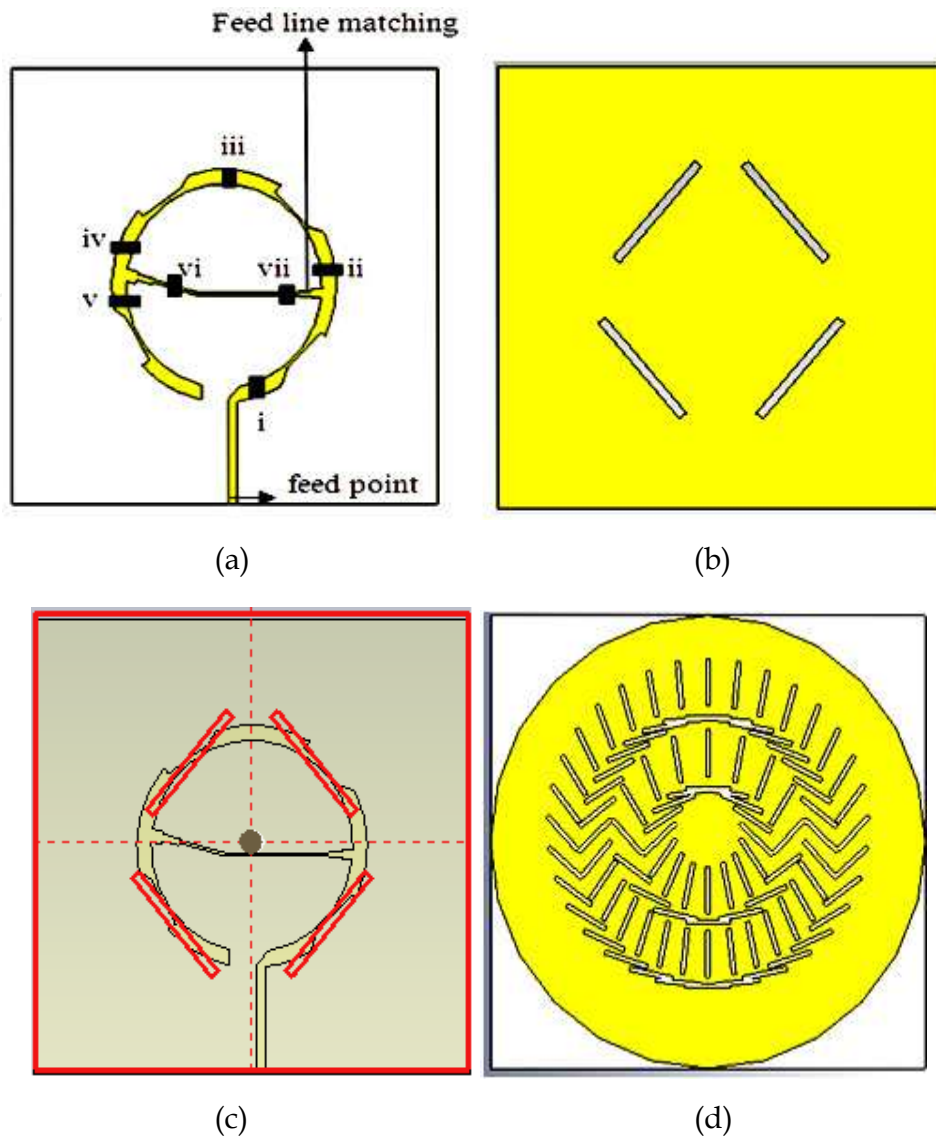 Feed line matching
iii
iv
vi
vii
ii
v
i
feed point
(a)
(b)
(c)
(d)